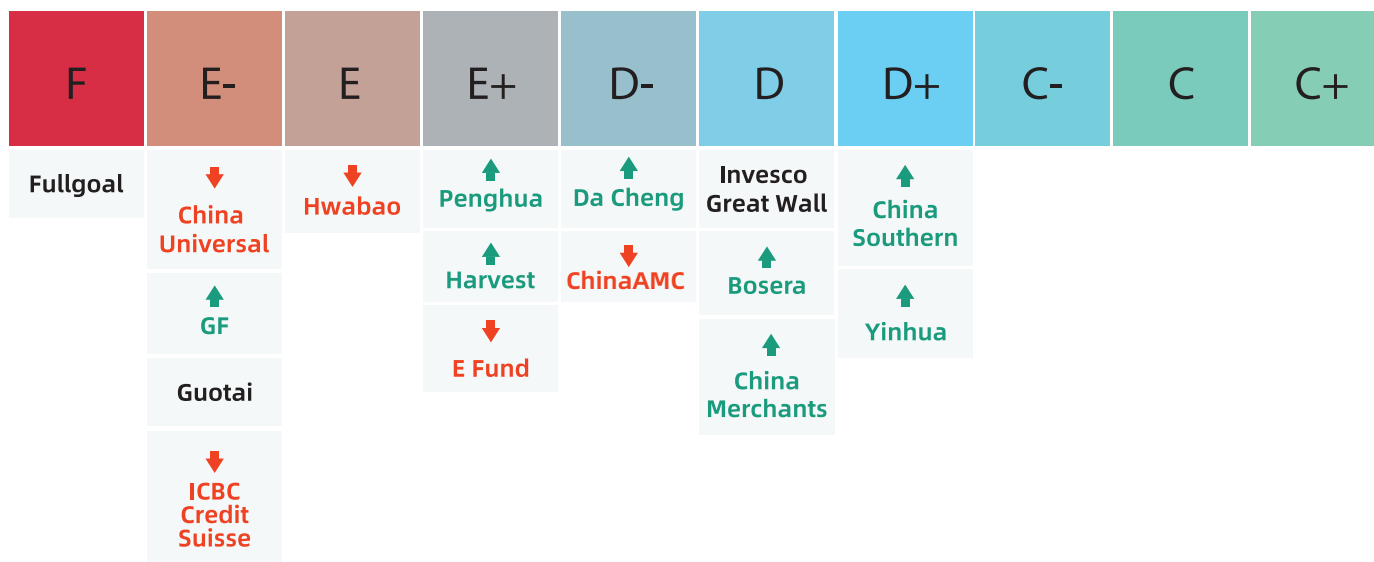 F
E-
E
E+
D-
D
D+
C-
C
C+
Fullgoal
China
Universal
GF
Guotai
ICBC
Credit
Suisse
Hwabao
Penghua
Harvest
E Fund
Da Cheng
ChinaAMC
Invesco
Great Wall
Bosera
China
Merchants
China
Southern
Yinhua